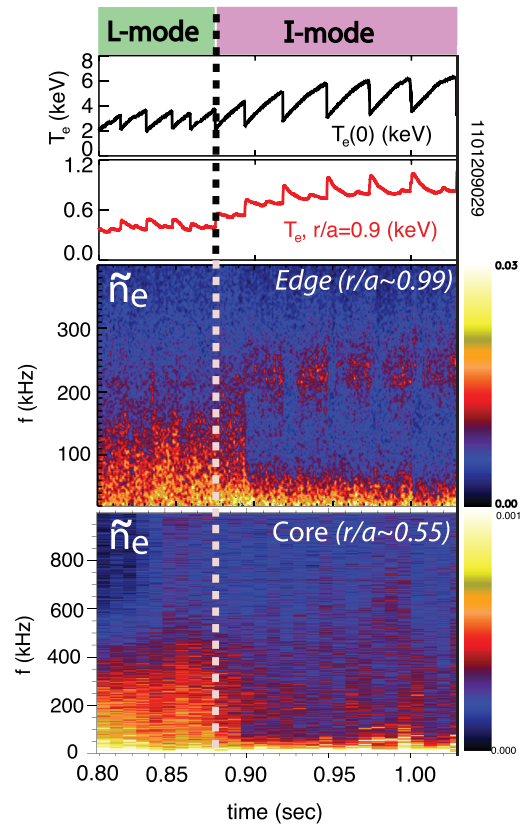 L-mode
I-mode
8
6
4
2
0
Te (keV)
Te(0) (keV)
1.2
0.6
0.0
Te, r/a=0.9 (keV)
1101209029
ñe
Edge (r/a~0.99)
300
200
100
f (kHz)
0.03
0.00
ñe
Core (r/a~0.55)
800
600
400
200
0
f (kHz)
0.001
0.000
0.80 0.85 0.90 0.95 1.00
time (sec)